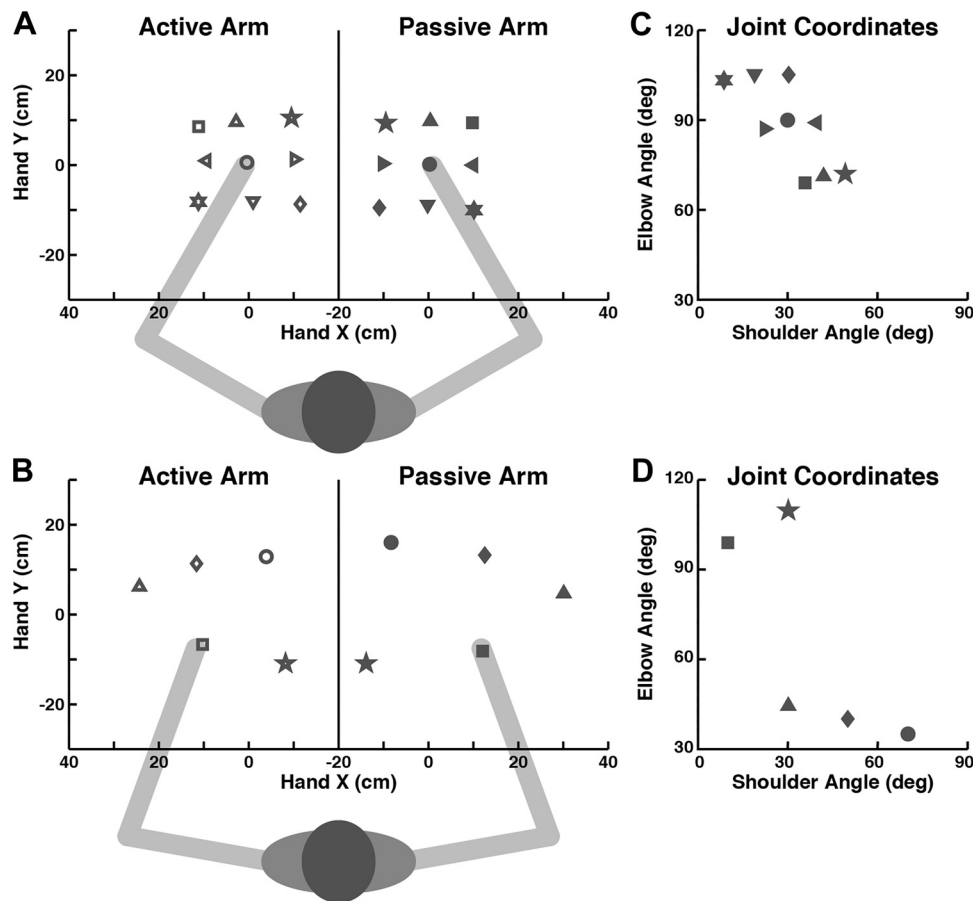 A
Active Arm Passive Arm
Hand Y (cm)
20
0
-20
40 20 0 -20 0 20 40
Hand X (cm)
C
Joint Coordinates
Elbow Angle (deg)
120
90
60
30
30 60 90
Shoulder Angle (deg)
B
Active Arm Passive Arm
Hand Y (cm)
20
0
-20
40 20 0 -20 0 20 40
Hand X (cm)
D
Joint Coordinates
Elbow Angle (deg)
120
90
60
30
30 60 90
Shoulder Angle (deg)